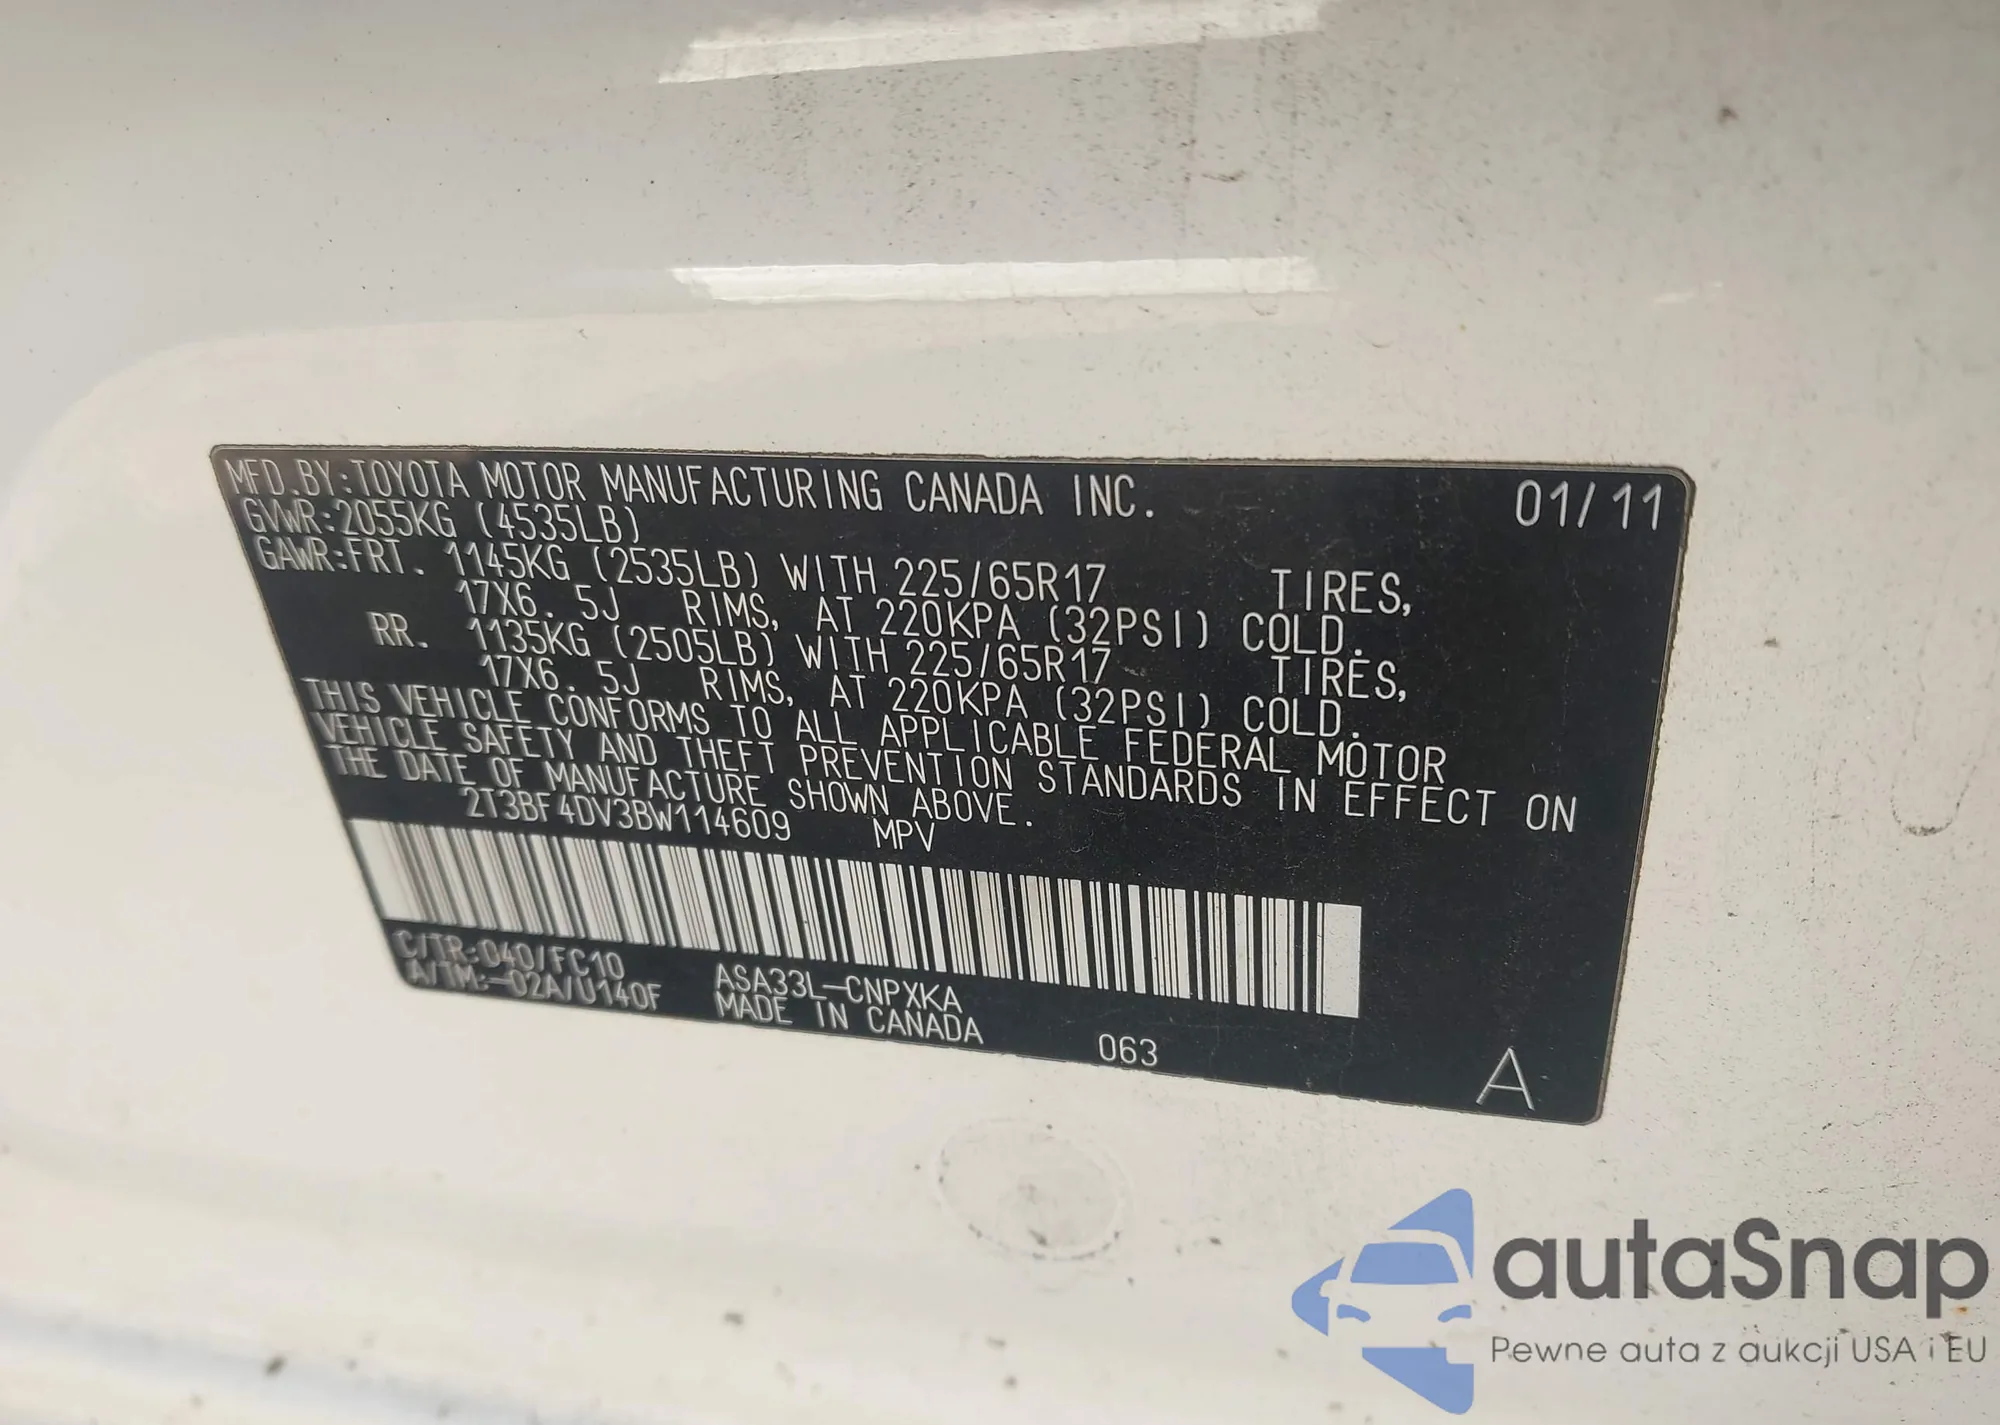 MFD.BY:TOYOTA MOTOR MANUFACTURING CANADA INC. 01/11
GVWR:2055KG (4535LB)
GAWR:FRT. 1145KG (2535LB) WITH 225/65R17 TIRES,
17X6.5J RIMS, AT 220KPA (32PSI) COLD.
RR. 1135KG (2505LB) WITH 225/65R17 TIRES,
17X6.5J RIMS, AT 220KPA (32PSI) COLD.
THIS VEHICLE CONFORMS TO ALL APPLICABLE FEDERAL MOTOR
VEHICLE SAFETY AND THEFT PREVENTION STANDARDS IN EFFECT ON
THE DATE OF MANUFACTURE SHOWN ABOVE.
2T3BF4DV3BW114609 MPV
C/TR:040/FC10 ASA33L-CNPXKA
A/TM:-02A/U140F MADE IN CANADA 063 A
autaSnap
Pewne auta z aukcji USA i EU